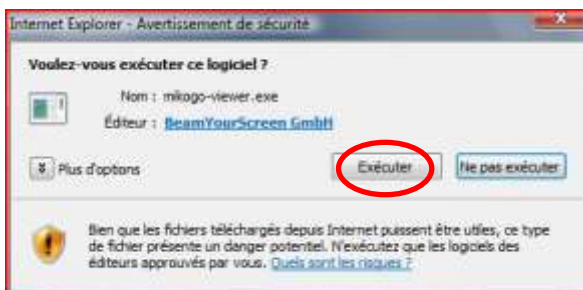 Internet Explorer - Avertissement de sécurité
Voulez-vous exécuter ce logiciel ?
Nom : mikogo-viewer.exe
Éditeur : BeamYourScreen GmbH
Plus d'options
Exécuter
Ne pas exécuter
Bien que les fichiers téléchargés depuis Internet puissent être utiles, ce type
de fichier présente un danger potentiel. N'exécutez que les logiciels des
éditeurs approuvés par vous. Quels sont les risques ?